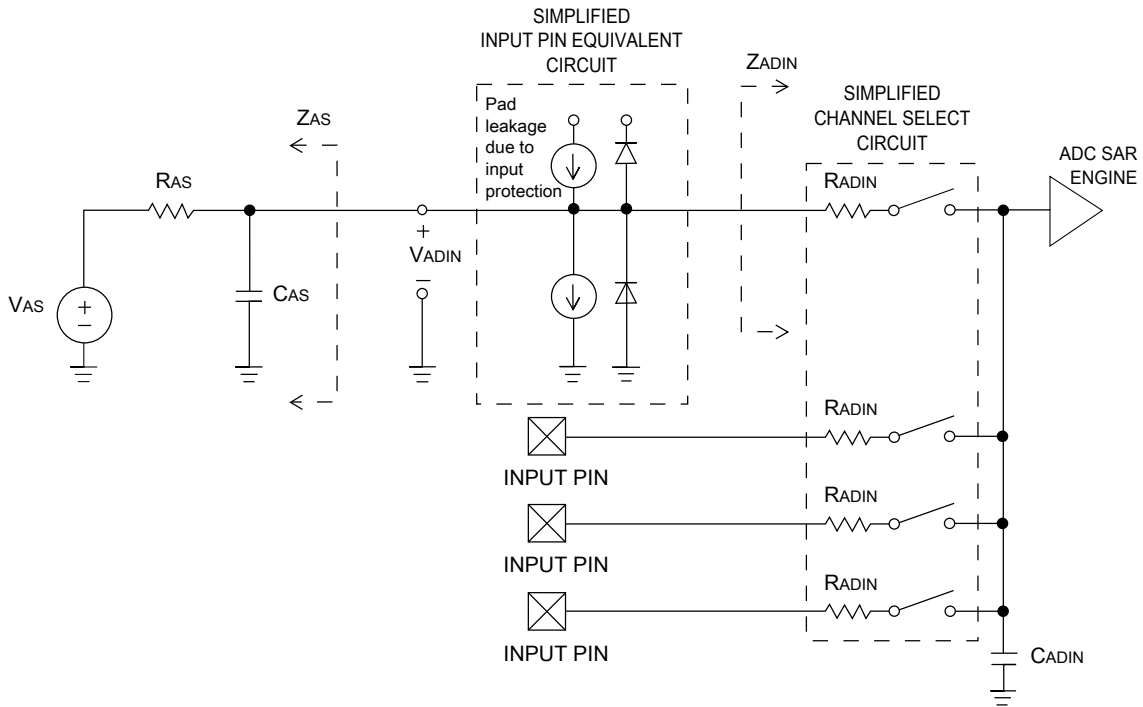 SIMPLIFIED
INPUT PIN EQUIVALENT
CIRCUIT
Pad
leakage
due to
input
protection
ZAS
ZADIN
SIMPLIFIED
CHANNEL SELECT
CIRCUIT
ADC SAR
ENGINE
RAS
RADIN
+
VADIN
–
VAS
+
–
CAS
RADIN
INPUT PIN
RADIN
INPUT PIN
RADIN
INPUT PIN
CADIN